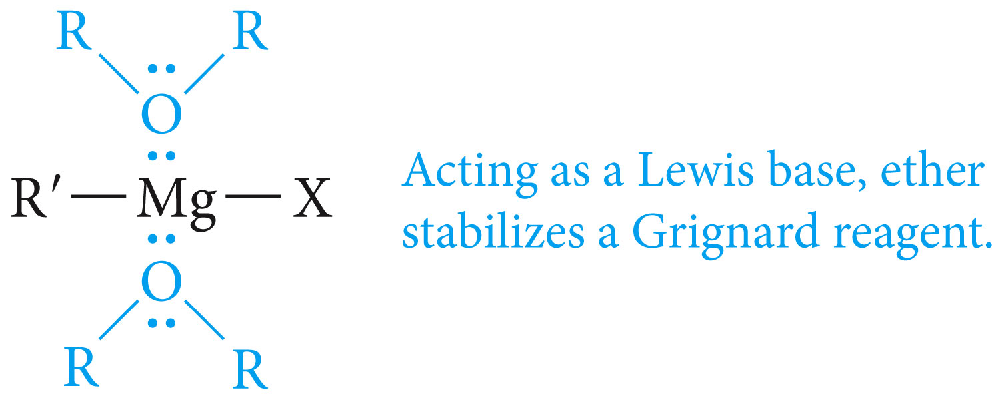 R R
O
R′—Mg—X
O
R R
Acting as a Lewis base, ether
stabilizes a Grignard reagent.